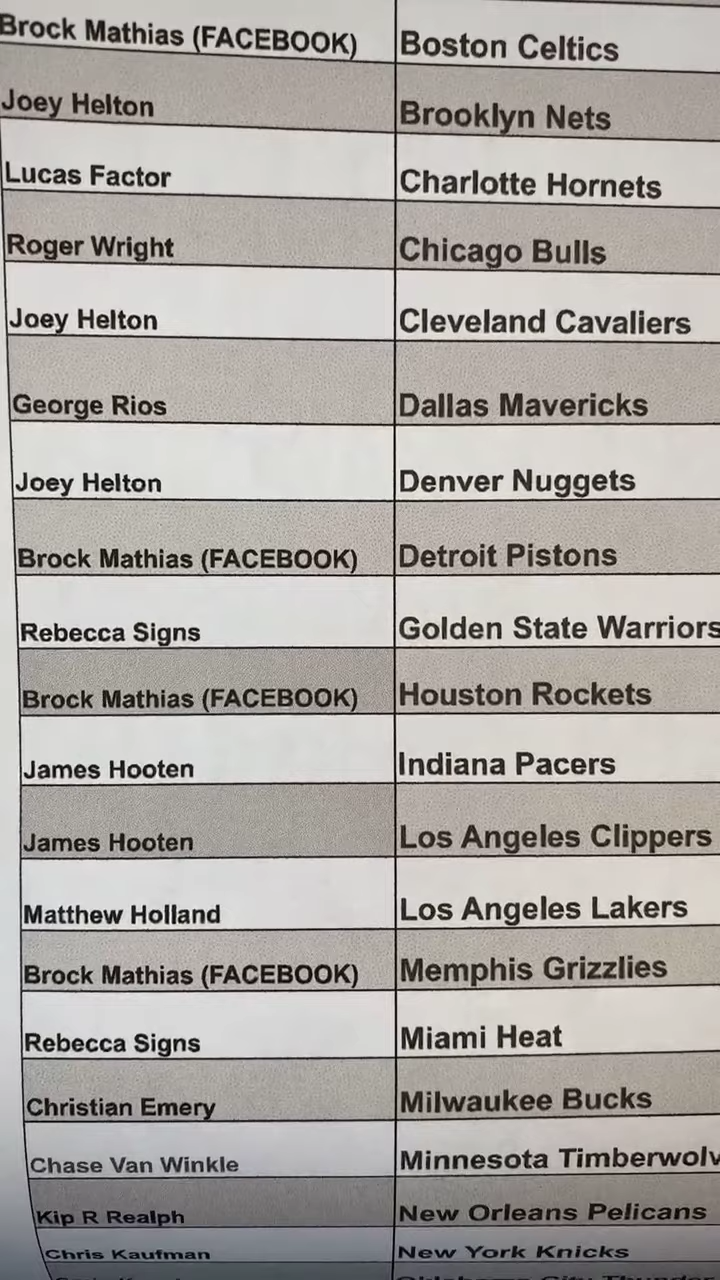 Brock Mathias (FACEBOOK) Boston Celtics
Joey Helton Brooklyn Nets
Lucas Factor Charlotte Hornets
Roger Wright Chicago Bulls
Joey Helton Cleveland Cavaliers
George Rios Dallas Mavericks
Joey Helton Denver Nuggets
Brock Mathias (FACEBOOK) Detroit Pistons
Rebecca Signs Golden State Warriors
Brock Mathias (FACEBOOK) Houston Rockets
James Hooten Indiana Pacers
James Hooten Los Angeles Clippers
Matthew Holland Los Angeles Lakers
Brock Mathias (FACEBOOK) Memphis Grizzlies
Rebecca Signs Miami Heat
Christian Emery Milwaukee Bucks
Chase Van Winkle Minnesota Timberwolv
Kip R Realph New Orleans Pelicans
Chris Kaufman New York Knicks